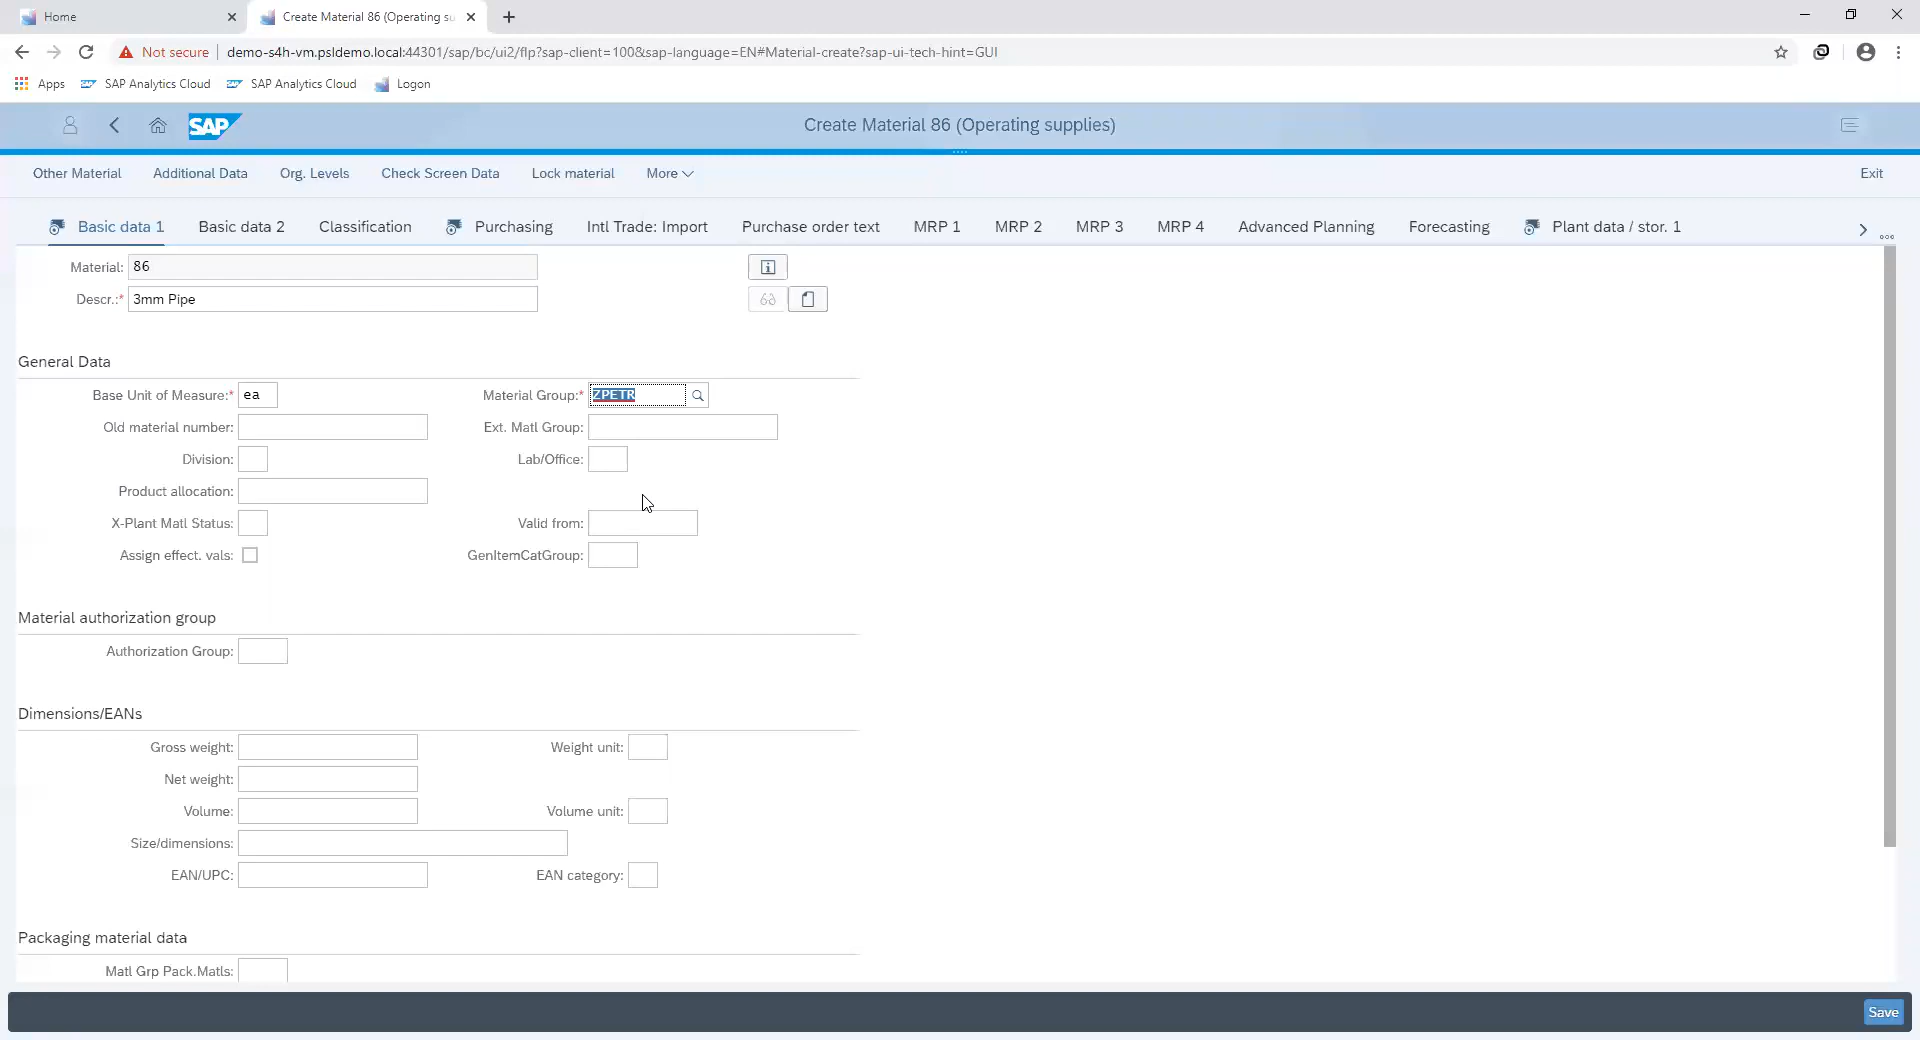 Home
Create Material 86 (Operating su
Not secure demo-s4h-vm.psldemo.local:44301/sap/bc/ui2/flp?sap-client=100&sap-language=EN#Material-create?sap-ui-tech-hint=GUI
Apps SAP Analytics Cloud SAP Analytics Cloud Logon
SAP Create Material 86 (Operating supplies)
Other Material Additional Data Org. Levels Check Screen Data Lock material More Exit
Basic data 1 Basic data 2 Classification Purchasing Intl Trade: Import Purchase order text MRP 1 MRP 2 MRP 3 MRP 4 Advanced Planning Forecasting Plant data / stor. 1
Material: 86
Descr.:* 3mm Pipe
General Data
Base Unit of Measure:* ea Material Group:* ZPETR
Old material number: Ext. Matl Group:
Division: Lab/Office:
Product allocation:
X-Plant Matl Status: Valid from:
Assign effect. vals: GenItemCatGroup:
Material authorization group
Authorization Group:
Dimensions/EANs
Gross weight: Weight unit:
Net weight:
Volume: Volume unit:
Size/dimensions:
EAN/UPC: EAN category:
Packaging material data
Matl Grp Pack.Matls:
Save